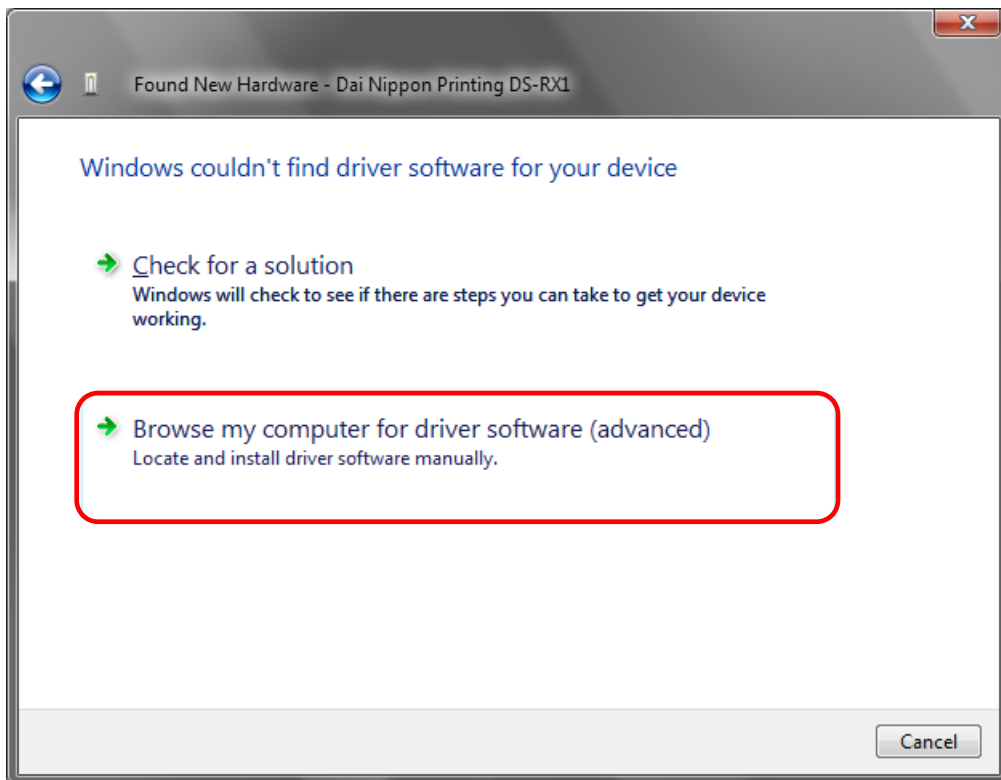 Found New Hardware - Dai Nippon Printing DS-RX1
Windows couldn't find driver software for your device
Check for a solution
Windows will check to see if there are steps you can take to get your device
working.
Browse my computer for driver software (advanced)
Locate and install driver software manually.
Cancel